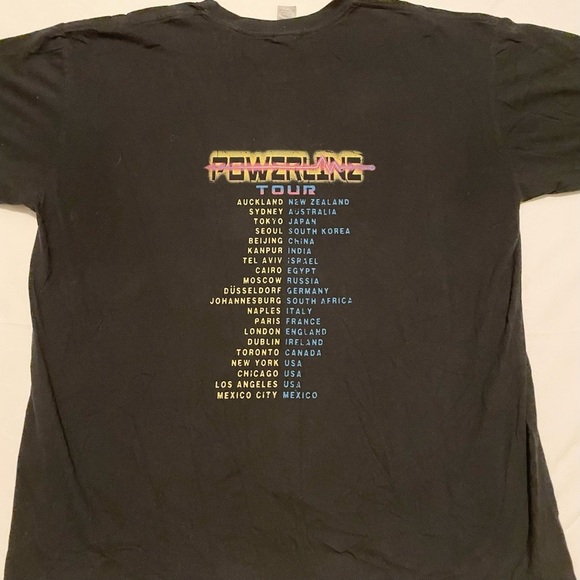 POWERLINE
TOUR
AUCKLAND NEW ZEALAND
SYDNEY AUSTRALIA
TOKYO JAPAN
SEOUL SOUTH KOREA
BEIJING CHINA
KANPUR INDIA
TEL AVIV ISRAEL
CAIRO EGYPT
MOSCOW RUSSIA
DÜSSELDORF GERMANY
JOHANNESBURG SOUTH AFRICA
NAPLES ITALY
PARIS FRANCE
LONDON ENGLAND
DUBLIN IRELAND
TORONTO CANADA
NEW YORK USA
CHICAGO USA
LOS ANGELES USA
MEXICO CITY MEXICO